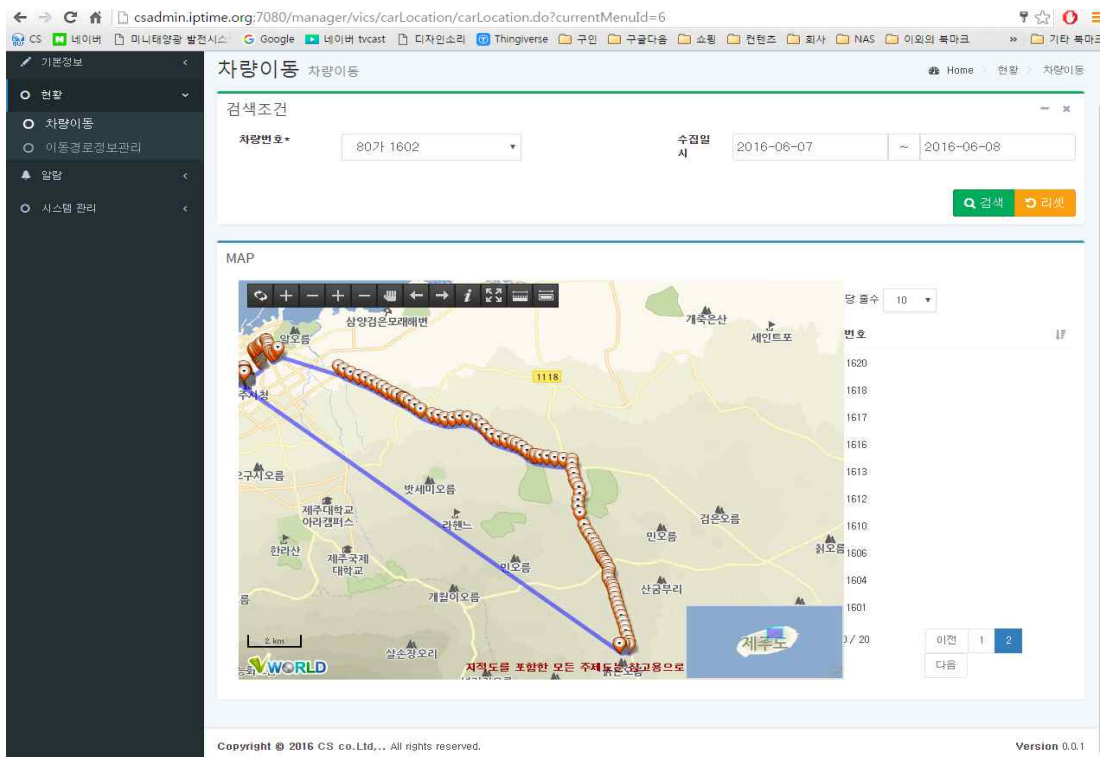 csadmin.iptime.org:7080/manager/vics/carLocation/carLocation.do?currentMenuId=6
CS 네이버 미니태양광 발전시스 Google 네이버 tvcast 디자인소리 Thingiverse 구인 구글다음 쇼핑 컨텐츠 회사 NAS 이외의 북마크 » 기타 북마크
기본정보
현황
차량이동
이동경로정보관리
알람
시스템 관리
차량이동 차량이동
Home > 현황 > 차량이동
검색조건
차량번호*
80가 1602
수집일시
2016-06-07 ~ 2016-06-08
검색 리셋
MAP
당 줄수 10
삼양검은모래해변
알오름
개죽은산
세인트포
번호
1118
1620
1618
1617
1616
1613
1612
1610
1606
1604
1601
주시청
밧세미오름
제주대학교
아라캠퍼스
라헨느
검은오름
민오름
한라산
제주국제
대학교
민오름
칡오름
개월이오름
산굼부리
2 km
살손장오리
제주도
VWORLD
지적도를 포함한 모든 주제도는 참고용으로
/ 20
이전 1 2
다음
Copyright © 2016 CS co.Ltd,.. All rights reserved.
Version 0.0.1